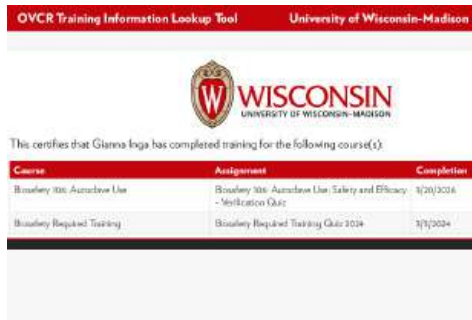 OVCR Training Information Lookup Tool University of Wisconsin-Madison
W WISCONSIN
UNIVERSITY OF WISCONSIN–MADISON
This certifies that Gianna Inga has completed training for the following course(s):
Course Assignment Completion
Biosafety 106: Autoclave Use Biosafety 106: Autoclave Use: Safety and Efficacy
- Verification Quiz
Biosafety Required Training Biosafety Required Training Quiz 2024